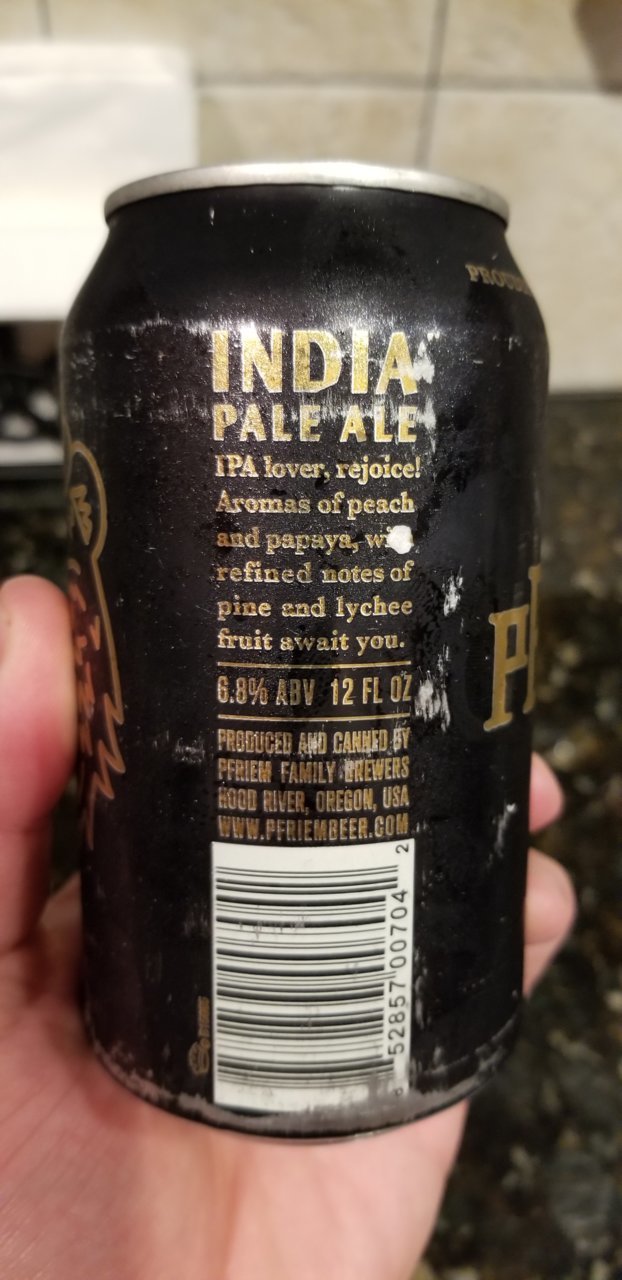 INDIA
PALE ALE
IPA lover, rejoice!
Aromas of peach
and papaya, with
refined notes of
pine and lychee
fruit await you.
6.8% ABV 12 FL OZ
PRODUCED AND CANNED BY
PFRIEM FAMILY BREWERS
HOOD RIVER, OREGON, USA
WWW.PFRIEMBEER.COM
52857 00704 2